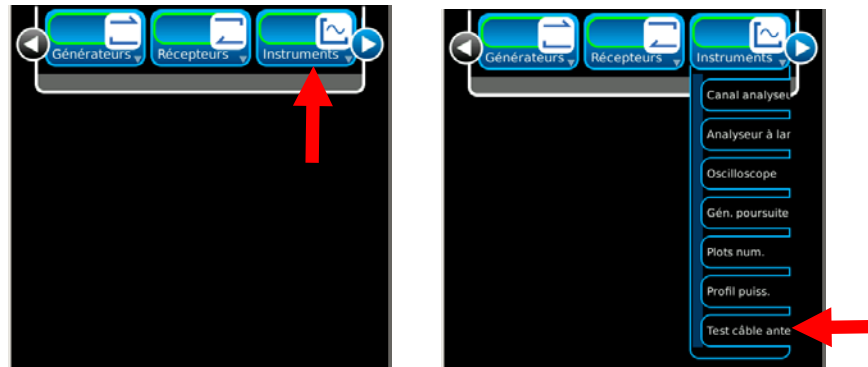 Générateurs Récepteurs Instruments
Générateurs Récepteurs Instruments
Canal analyseu
Analyseur à lar
Oscilloscope
Gén. poursuite
Plots num.
Profil puiss.
Test câble ante